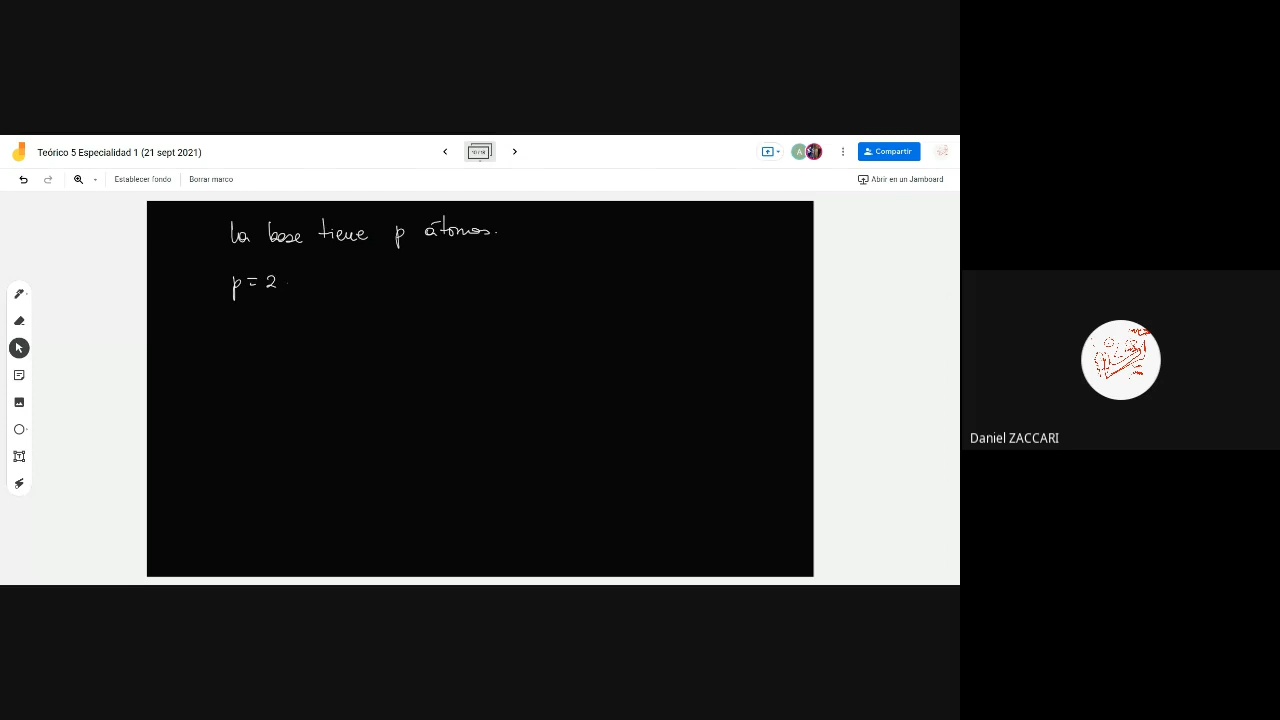 Teórico 5 Especialidad 1 (21 sept 2021)
Compartir
Establecer fondo
Borrar marco
Abrir en un Jamboard
la base tiene p átomos.
p = 2
A
Daniel ZACCARI